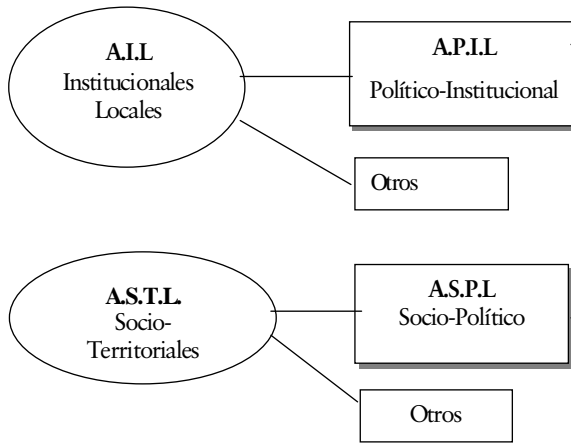 A.I.L
Institucionales
Locales
A.P.I.L
Político-Institucional
Otros
A.S.T.L.
Socio-
Territoriales
A.S.P.L
Socio-Político
Otros